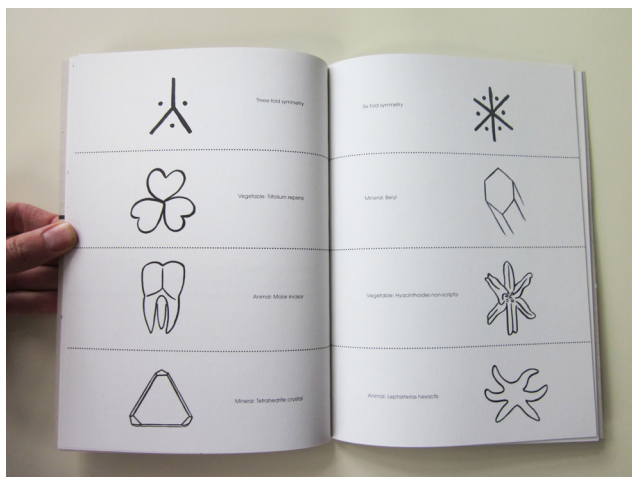 Three fold symmetry
Vegetable: Trifolium repens
Animal: Molar incisor
Mineral: Tetrahedrite crystal
Six fold symmetry
Mineral: Beryl
Vegetable: Hyacinthoides non-scripta
Animal: Leptasterias hexactis